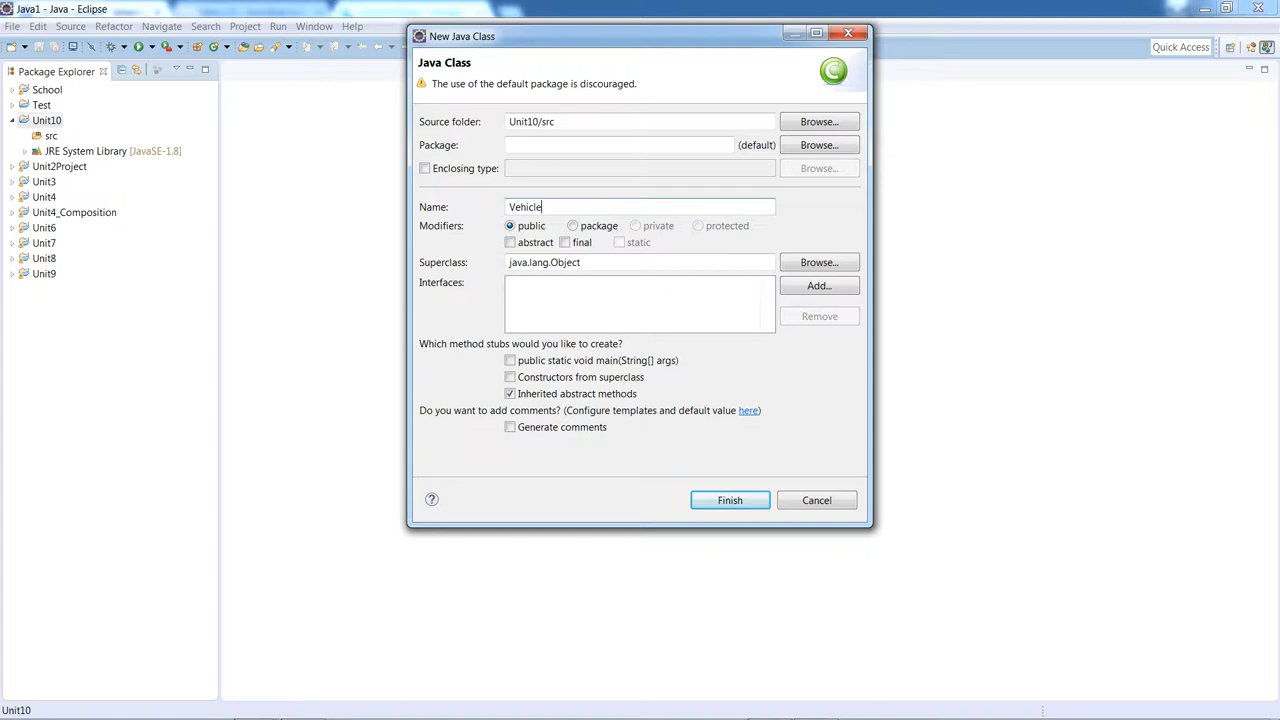 Java1 - Java - Eclipse
File Edit Source Refactor Navigate Search Project Run Window Help
Quick Access
Package Explorer
School
Test
Unit10
src
JRE System Library [JavaSE-1.8]
Unit2Project
Unit3
Unit4
Unit4_Composition
Unit6
Unit7
Unit8
Unit9
New Java Class
Java Class
The use of the default package is discouraged.
Source folder: Unit10/src Browse...
Package: (default) Browse...
Enclosing type: Browse...
Name: Vehicle
Modifiers: public package private protected
abstract final static
Superclass: java.lang.Object Browse...
Interfaces: Add...
Remove
Which method stubs would you like to create?
public static void main(String[] args)
Constructors from superclass
Inherited abstract methods
Do you want to add comments? (Configure templates and default value here)
Generate comments
? Finish Cancel
Unit10